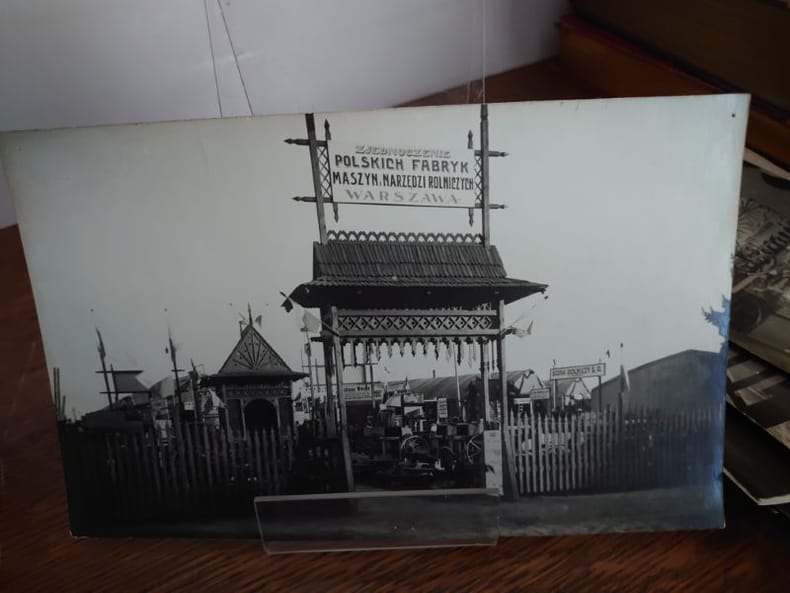 ZJEDNOCZENIE
POLSKICH FABRYK
MASZYN i NARZĘDZI ROLNICZYCH
WARSZAWA